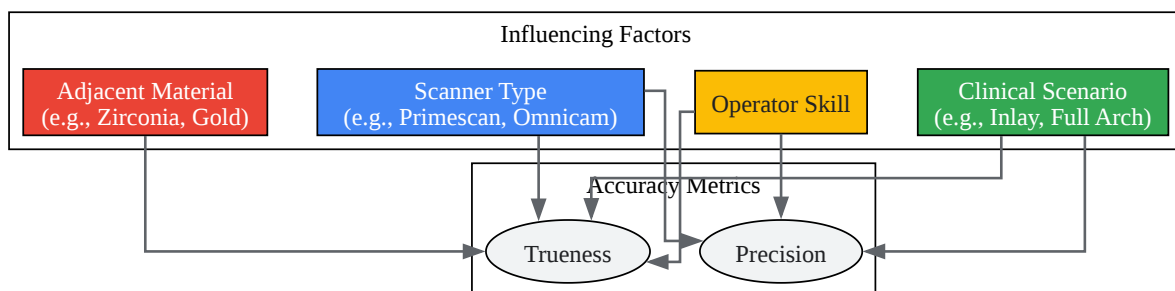 Influencing Factors
Adjacent Material
(e.g., Zirconia, Gold)
Scanner Type
(e.g., Primescan, Omnicam)
Operator Skill
Clinical Scenario
(e.g., Inlay, Full Arch)
Accuracy Metrics
Trueness
Precision